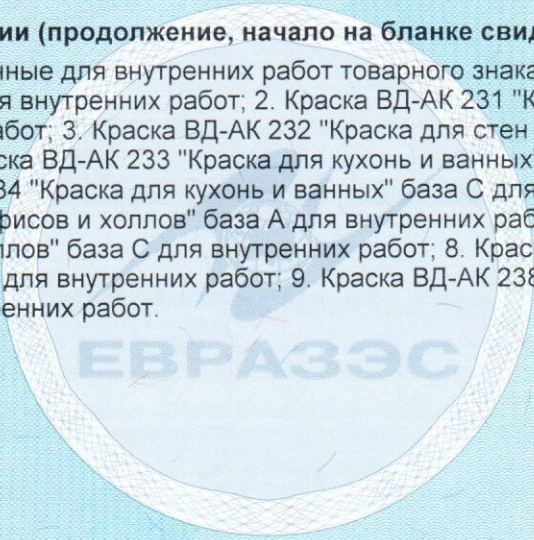 ии (продолжение, начало на бланке свид
нные для внутренних работ товарного знака
я внутренних работ; 2. Краска ВД-АК 231 "К
абот; 3. Краска ВД-АК 232 "Краска для стен
ска ВД-АК 233 "Краска для кухонь и ванных"
34 "Краска для кухонь и ванных" база С для
фисов и холлов" база А для внутренних раб
ллов" база С для внутренних работ; 8. Крас
для внутренних работ; 9. Краска ВД-АК 238
енних работ.
ЕВРАЗЭС